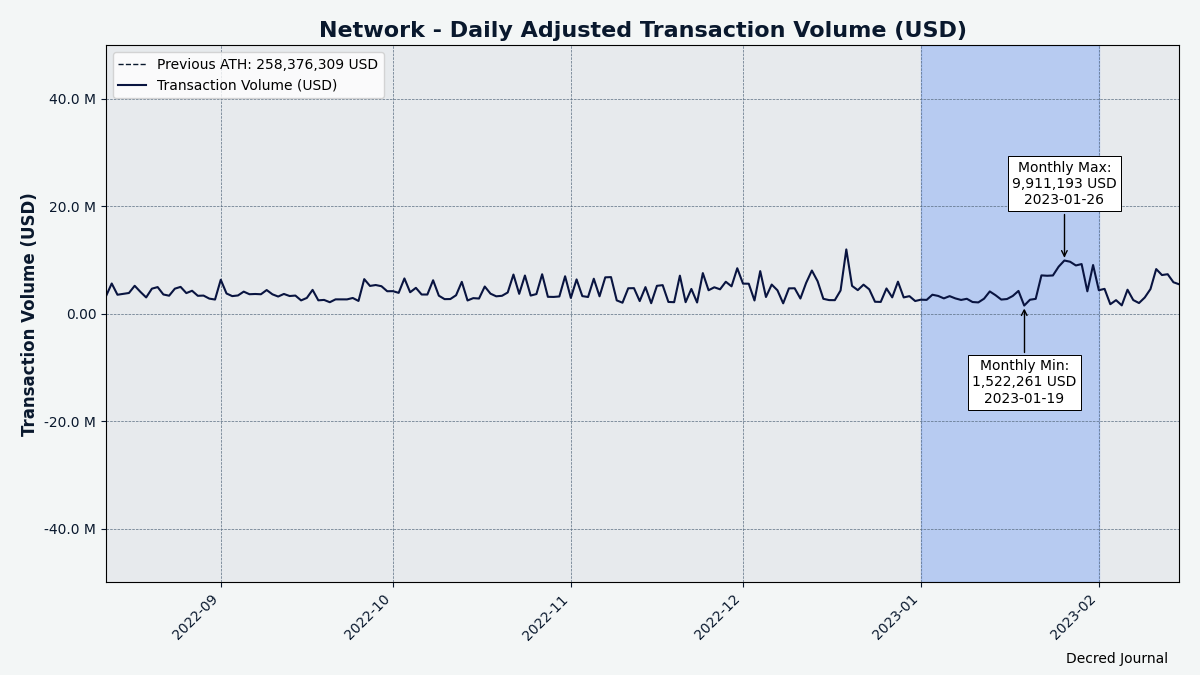 Network - Daily Adjusted Transaction Volume (USD)
Previous ATH: 258,376,309 USD
Transaction Volume (USD)
Transaction Volume (USD)
40.0 M
20.0 M
0.00
-20.0 M
-40.0 M
Monthly Max:
9,911,193 USD
2023-01-26
Monthly Min:
1,522,261 USD
2023-01-19
2022-09
2022-10
2022-11
2022-12
2023-01
2023-02
Decred Journal